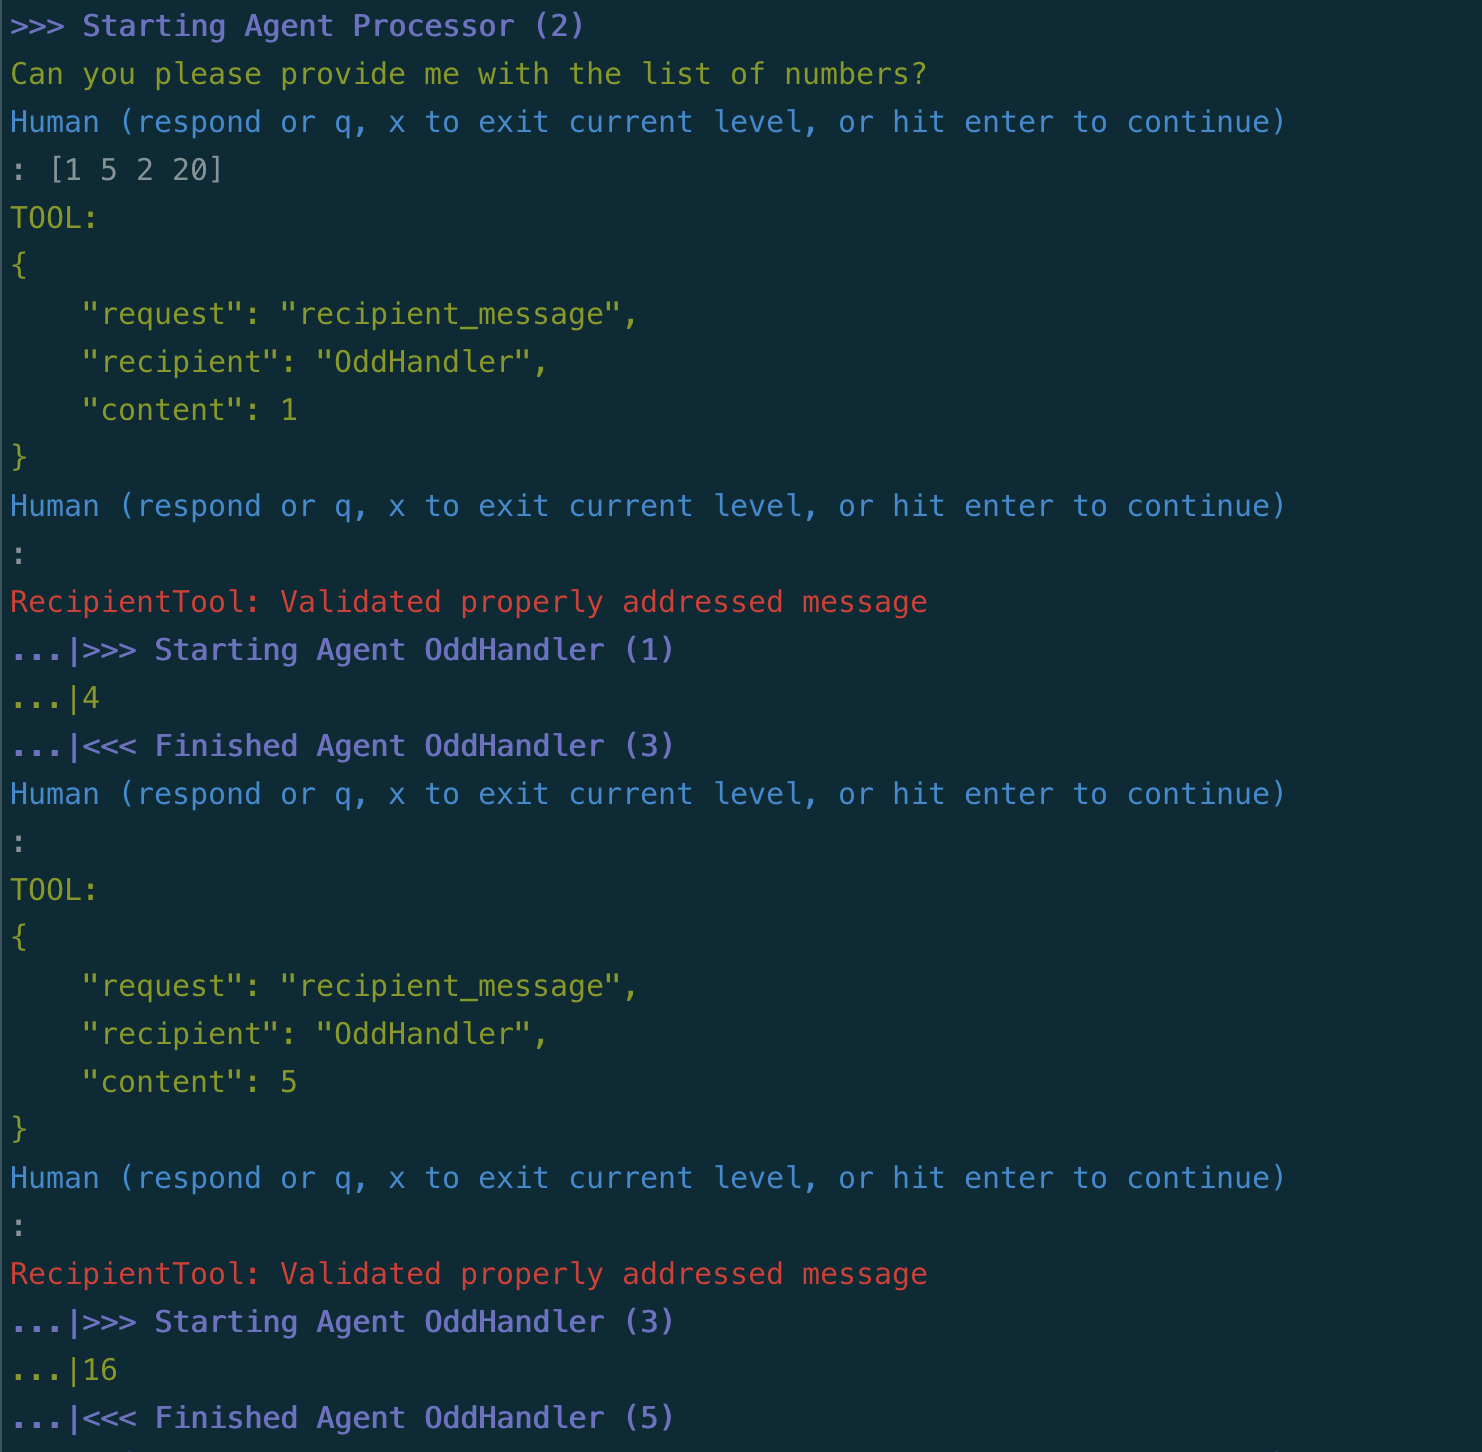 >>> Starting Agent Processor (2)
Can you please provide me with the list of numbers?
Human (respond or q, x to exit current level, or hit enter to continue)
: [1 5 2 20]
TOOL:
{
    "request": "recipient_message",
    "recipient": "OddHandler",
    "content": 1
}
Human (respond or q, x to exit current level, or hit enter to continue)
:
RecipientTool: Validated properly addressed message
...|>>> Starting Agent OddHandler (1)
...|4
...|<<< Finished Agent OddHandler (3)
Human (respond or q, x to exit current level, or hit enter to continue)
:
TOOL:
{
    "request": "recipient_message",
    "recipient": "OddHandler",
    "content": 5
}
Human (respond or q, x to exit current level, or hit enter to continue)
:
RecipientTool: Validated properly addressed message
...|>>> Starting Agent OddHandler (3)
...|16
...|<<< Finished Agent OddHandler (5)